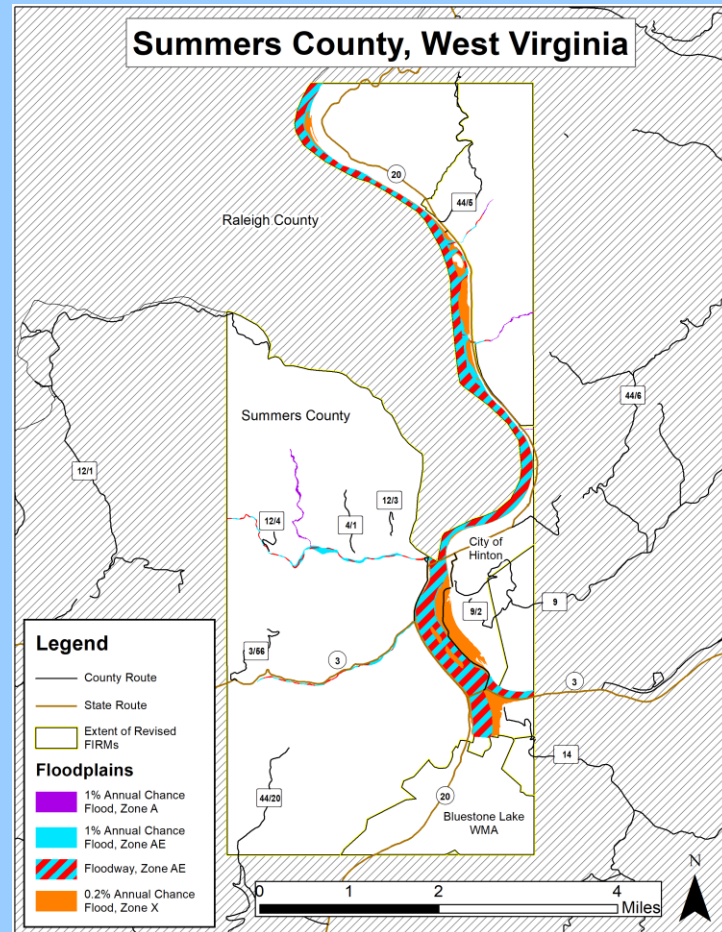 Summers County, West Virginia
20
44/5
Raleigh County
44/6
Summers County
12/1
12/3
12/4
4/1
City of
Hinton
9/2
9
3/66
3
3
14
44/20
20
Bluestone Lake
WMA
Legend
County Route
State Route
Extent of Revised
FIRMs
Floodplains
1% Annual Chance
Flood, Zone A
1% Annual Chance
Flood, Zone AE
Floodway, Zone AE
0.2% Annual Chance
Flood, Zone X
0 1 2 4
Miles
N